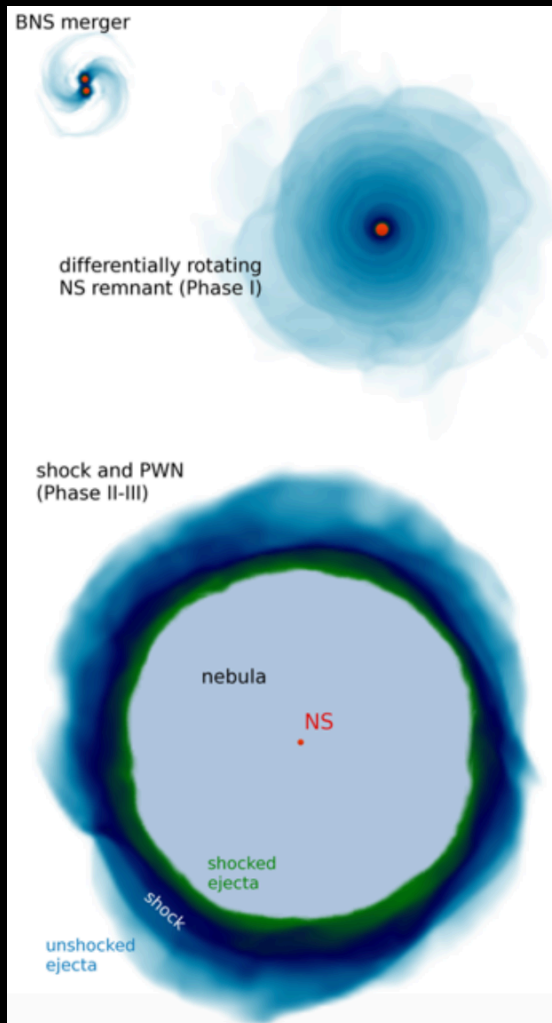 BNS merger
differentially rotating
NS remnant (Phase I)
shock and PWN
(Phase II-III)
nebula
NS
shocked
ejecta
shock
unshocked
ejecta